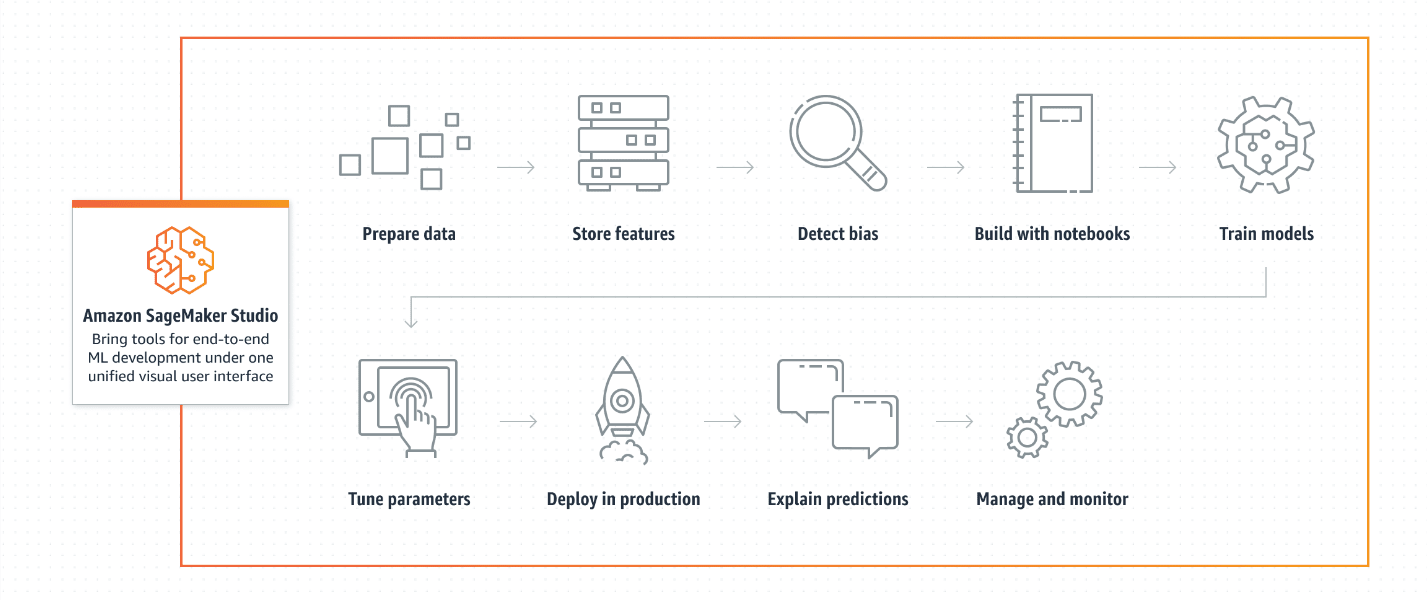 Prepare data
Store features
Detect bias
Build with notebooks
Train models
Amazon SageMaker Studio
Bring tools for end-to-end
ML development under one
unified visual user interface
Tune parameters
Deploy in production
Explain predictions
Manage and monitor